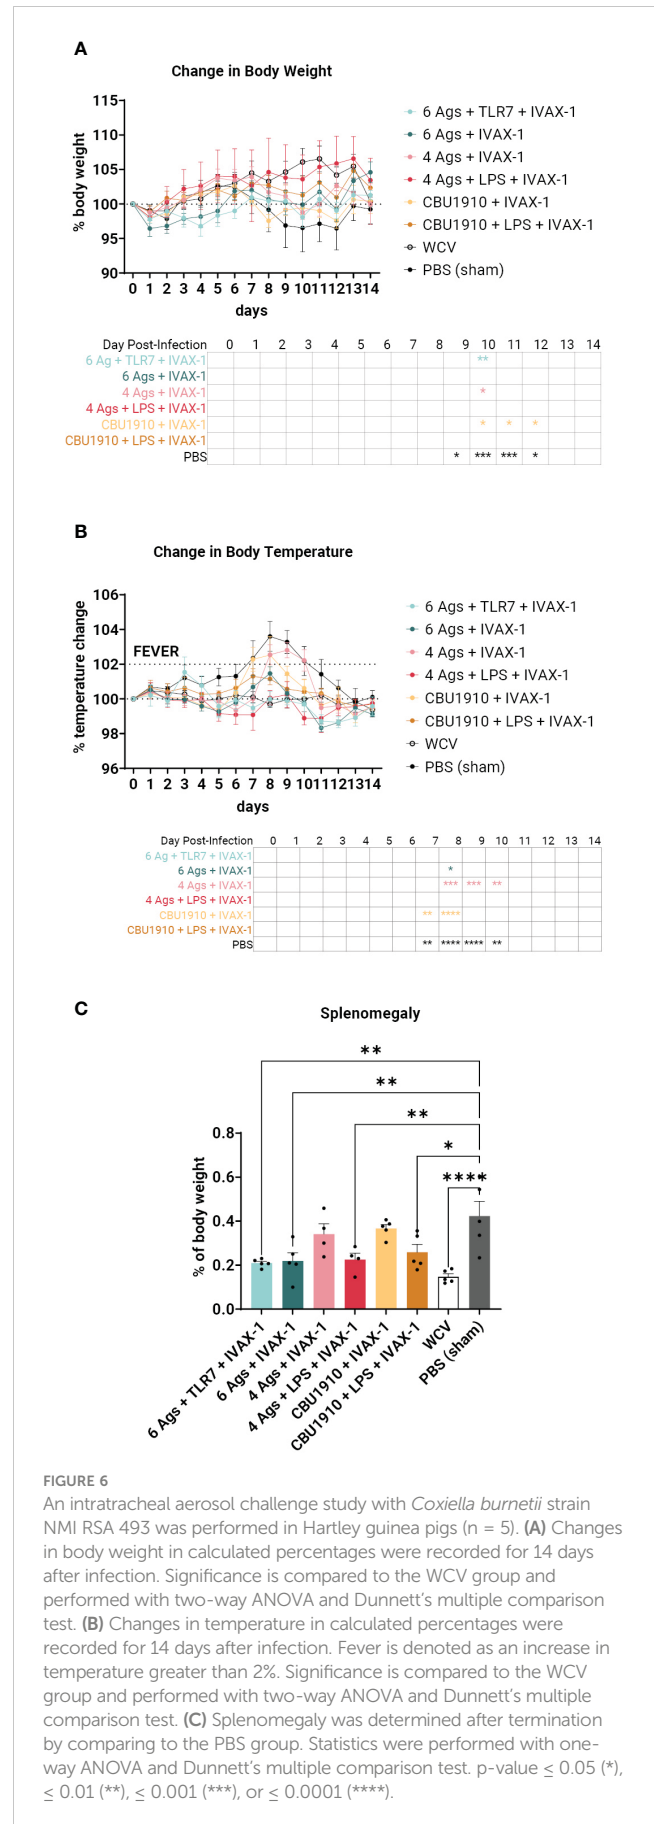 A
Change in Body Weight
115
110
105
100
95
90
% body weight
0 1 2 3 4 5 6 7 8 9 10 11 12 13 14
days
6 Ags + TLR7 + IVAX-1
6 Ags + IVAX-1
4 Ags + IVAX-1
4 Ags + LPS + IVAX-1
CBU1910 + IVAX-1
CBU1910 + LPS + IVAX-1
WCV
PBS (sham)
Day Post-Infection 0 1 2 3 4 5 6 7 8 9 10 11 12 13 14
6 Ag + TLR7 + IVAX-1 **
6 Ags + IVAX-1
4 Ags + IVAX-1 *
4 Ags + LPS + IVAX-1
CBU1910 + IVAX-1 * * *
CBU1910 + LPS + IVAX-1
PBS * *** *** *
B
Change in Body Temperature
106
104
102
100
98
96
% temperature change
FEVER
0 1 2 3 4 5 6 7 8 9 10 11 12 13 14
days
6 Ags + TLR7 + IVAX-1
6 Ags + IVAX-1
4 Ags + IVAX-1
4 Ags + LPS + IVAX-1
CBU1910 + IVAX-1
CBU1910 + LPS + IVAX-1
WCV
PBS (sham)
Day Post-Infection 0 1 2 3 4 5 6 7 8 9 10 11 12 13 14
6 Ag + TLR7 + IVAX-1
6 Ags + IVAX-1 *
4 Ags + IVAX-1 *** *** **
4 Ags + LPS + IVAX-1
CBU1910 + IVAX-1 ** ****
CBU1910 + LPS + IVAX-1
PBS ** **** **** **
C
Splenomegaly
**
**
**
*
****
0.8
0.6
0.4
0.2
0.0
% of body weight
6 Ags + TLR7 + IVAX-1
6 Ags + IVAX-1
4 Ags + IVAX-1
4 Ags + LPS + IVAX-1
CBU1910 + IVAX-1
CBU1910 + LPS + IVAX-1
WCV
PBS (sham)
FIGURE 6
An intratracheal aerosol challenge study with Coxiella burnetii strain
NMI RSA 493 was performed in Hartley guinea pigs (n = 5). (A) Changes
in body weight in calculated percentages were recorded for 14 days
after infection. Significance is compared to the WCV group and
performed with two-way ANOVA and Dunnett's multiple comparison
test. (B) Changes in temperature in calculated percentages were
recorded for 14 days after infection. Fever is denoted as an increase in
temperature greater than 2%. Significance is compared to the WCV
group and performed with two-way ANOVA and Dunnett's multiple
comparison test. (C) Splenomegaly was determined after termination
by comparing to the PBS group. Statistics were performed with one-
way ANOVA and Dunnett's multiple comparison test. p-value ≤ 0.05 (*),
≤ 0.01 (**), ≤ 0.001 (***), or ≤ 0.0001 (****).